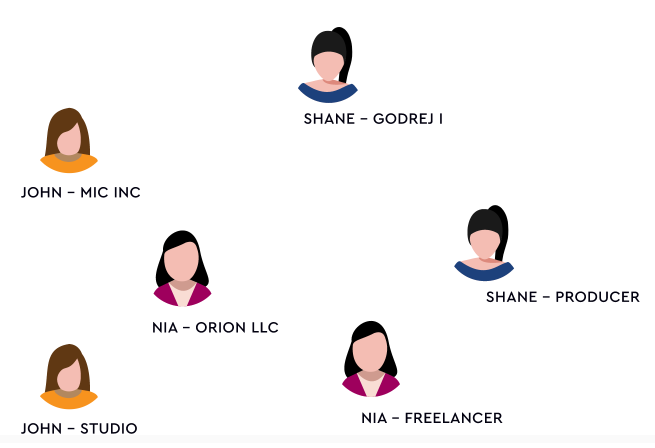 SHANE – GODREJ I
JOHN – MIC INC
SHANE – PRODUCER
NIA – ORION LLC
NIA – FREELANCER
JOHN – STUDIO